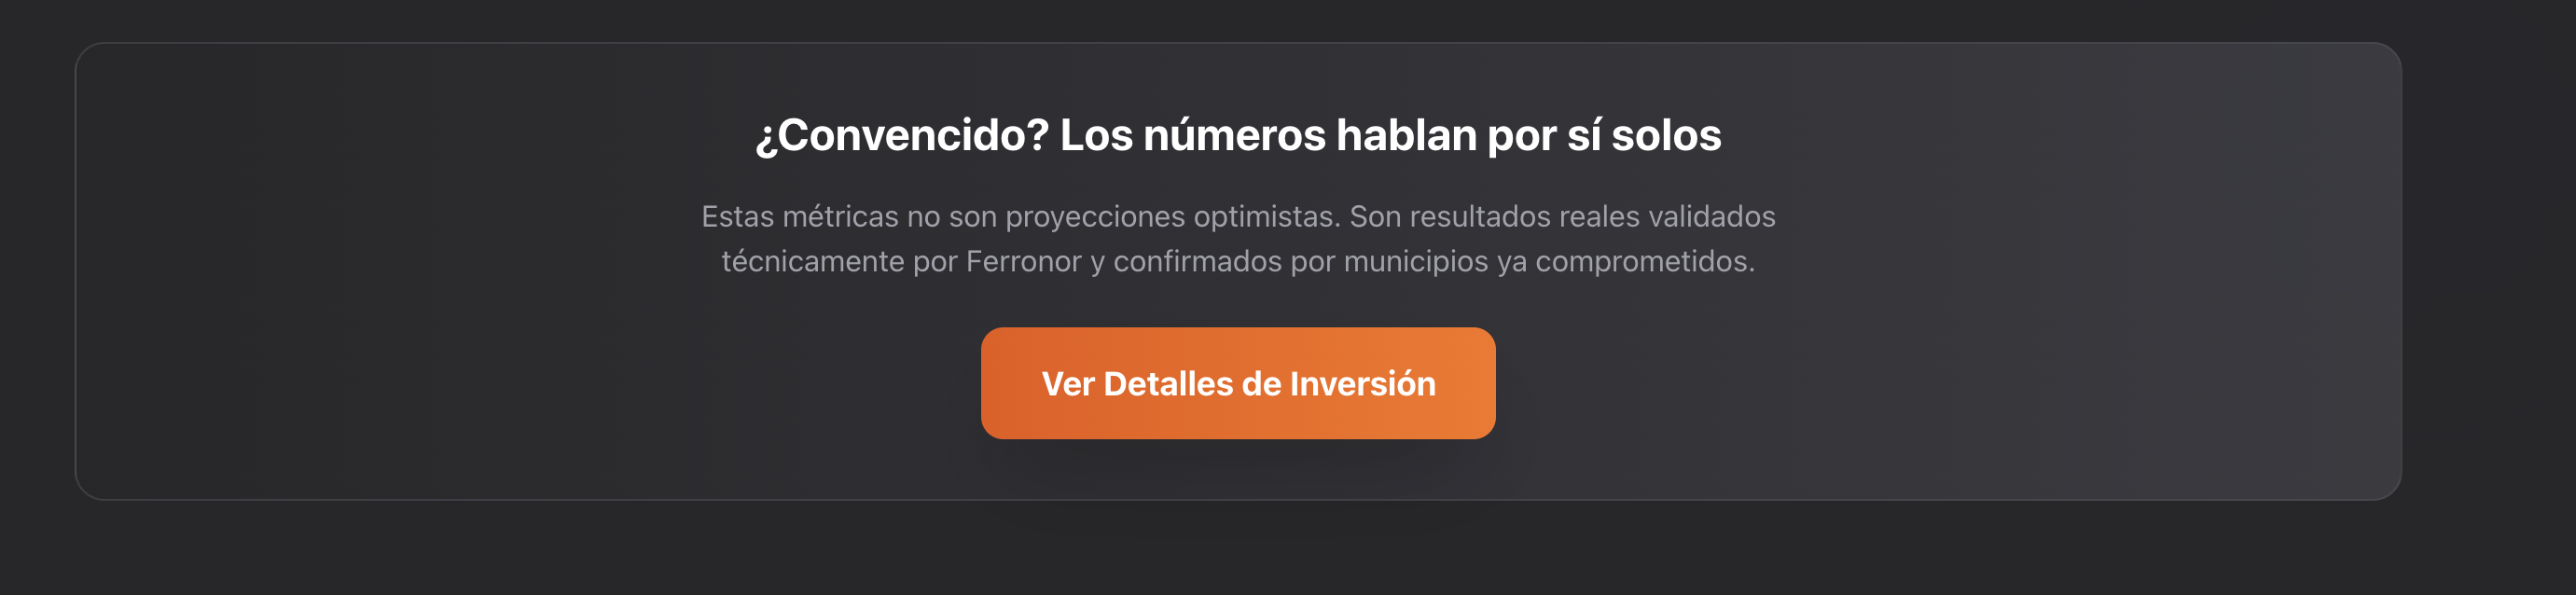 ¿Convencido? Los números hablan por sí solos
Estas métricas no son proyecciones optimistas. Son resultados reales validados
técnicamente por Ferronor y confirmados por municipios ya comprometidos.
Ver Detalles de Inversión